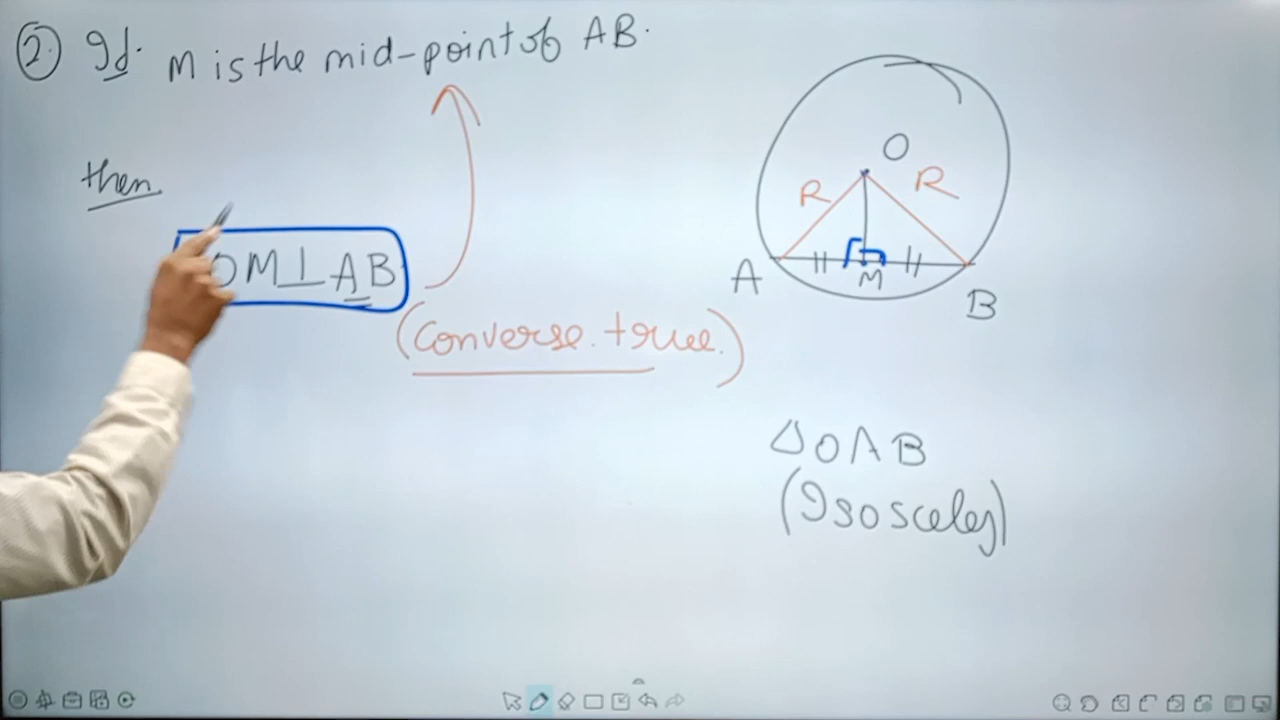 2. If M is the mid-point of AB.
then
OM ⊥ AB
(Converse true.)
O
R R
A M B
△OAB
(Isosceles)